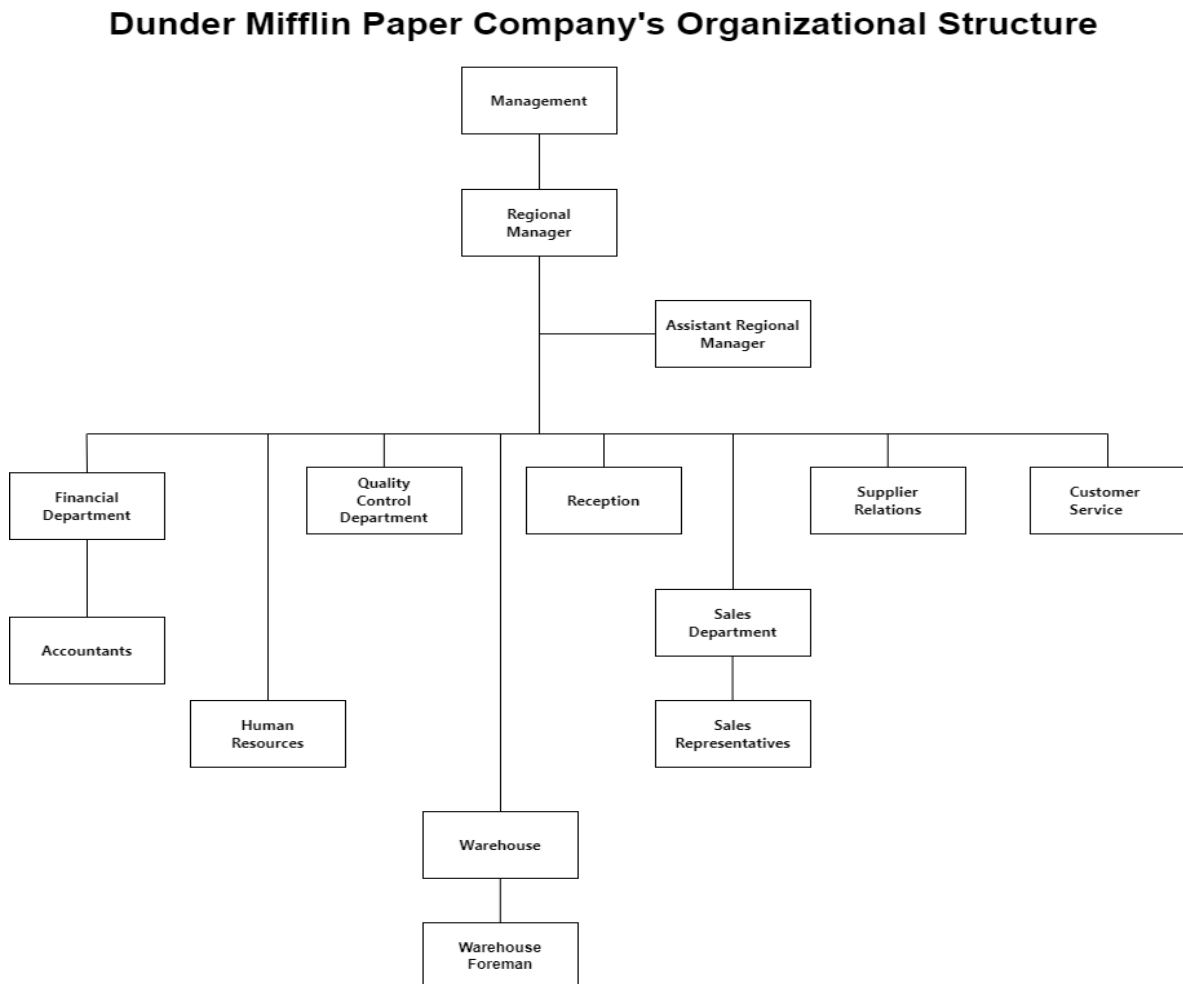 Dunder Mifflin Paper Company's Organizational Structure
Management
Regional
Manager
Assistant Regional
Manager
Financial
Department
Quality
Control
Department
Reception
Supplier
Relations
Customer
Service
Accountants
Sales
Department
Human
Resources
Sales
Representatives
Warehouse
Warehouse
Foreman